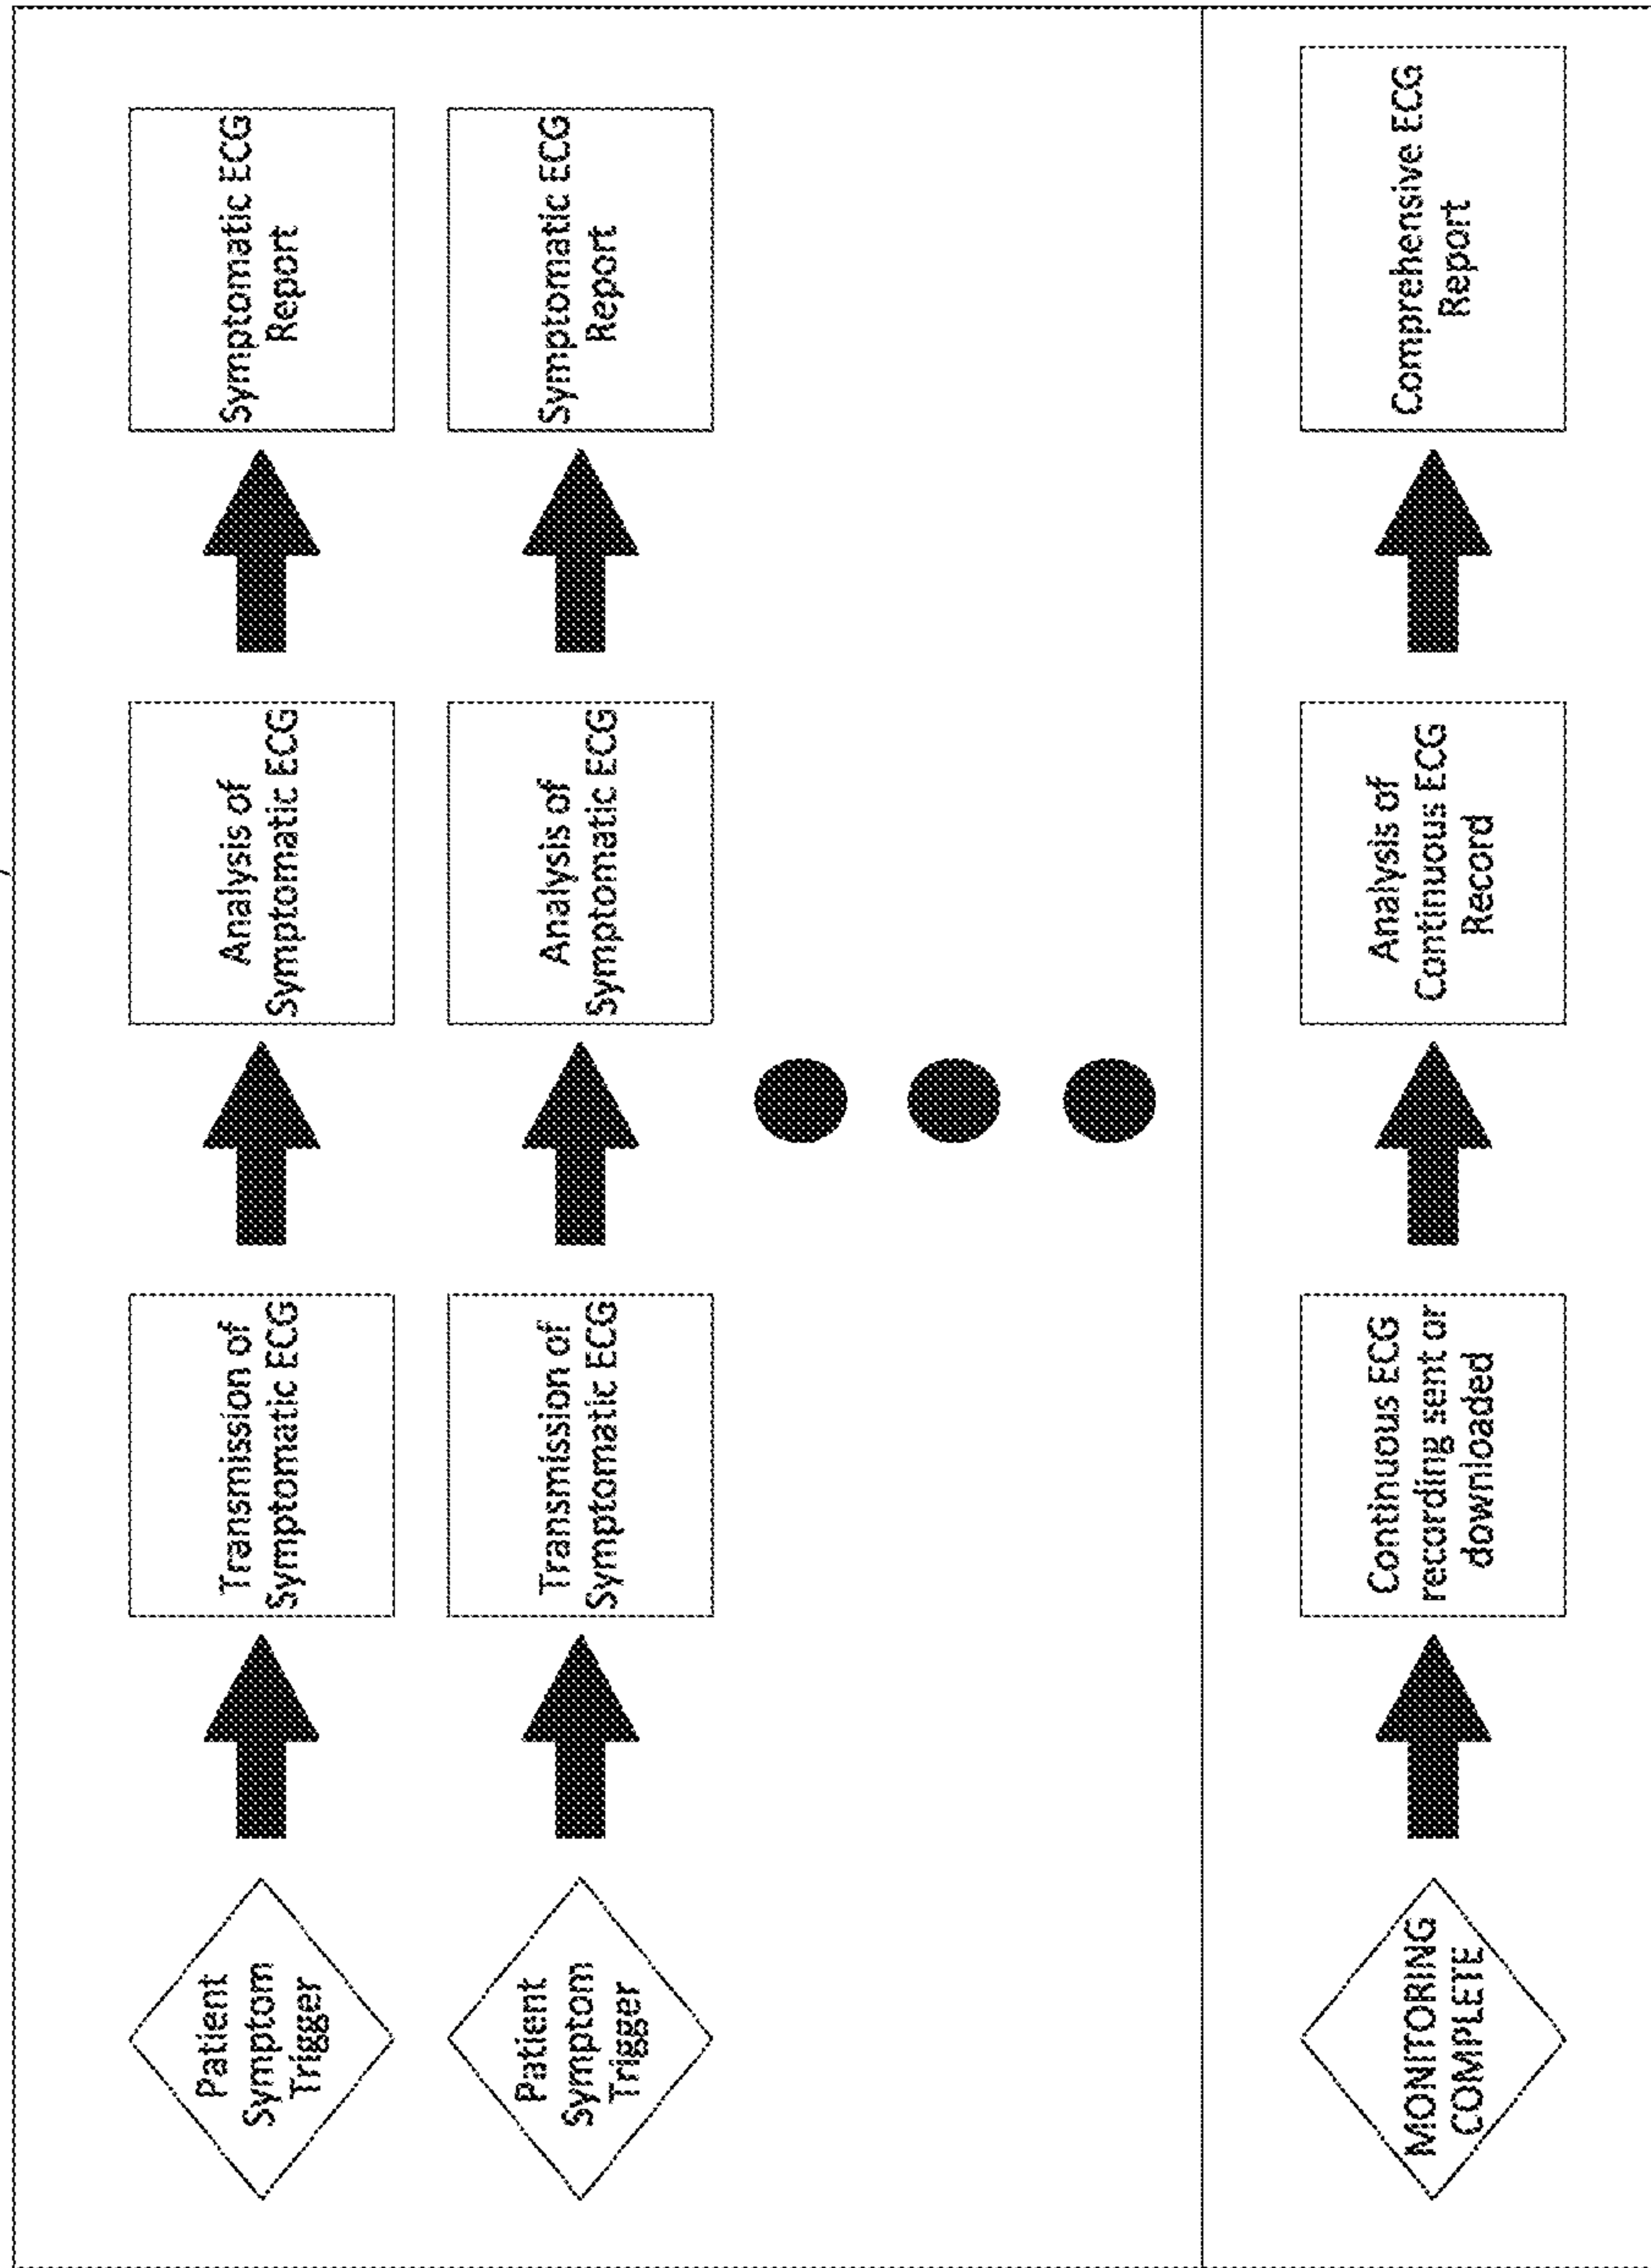 Patient
Symptom
Trigger
Transmission of
Symptomatic ECG
Analysis of
Symptomatic ECG
Symptomatic ECG
Report
Patient
Symptom
Trigger
Transmission of
Symptomatic ECG
Analysis of
Symptomatic ECG
Symptomatic ECG
Report
MONITORING
COMPLETE
Continuous ECG
recording sent or
downloaded
Analysis of
Continuous ECG
Record
Comprehensive ECG
Report